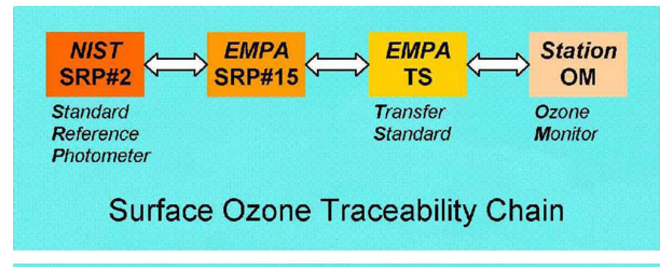 NIST
SRP#2
EMPA
SRP#15
EMPA
TS
Station
OM
Standard
Reference
Photometer
Transfer
Standard
Ozone
Monitor
Surface Ozone Traceability Chain